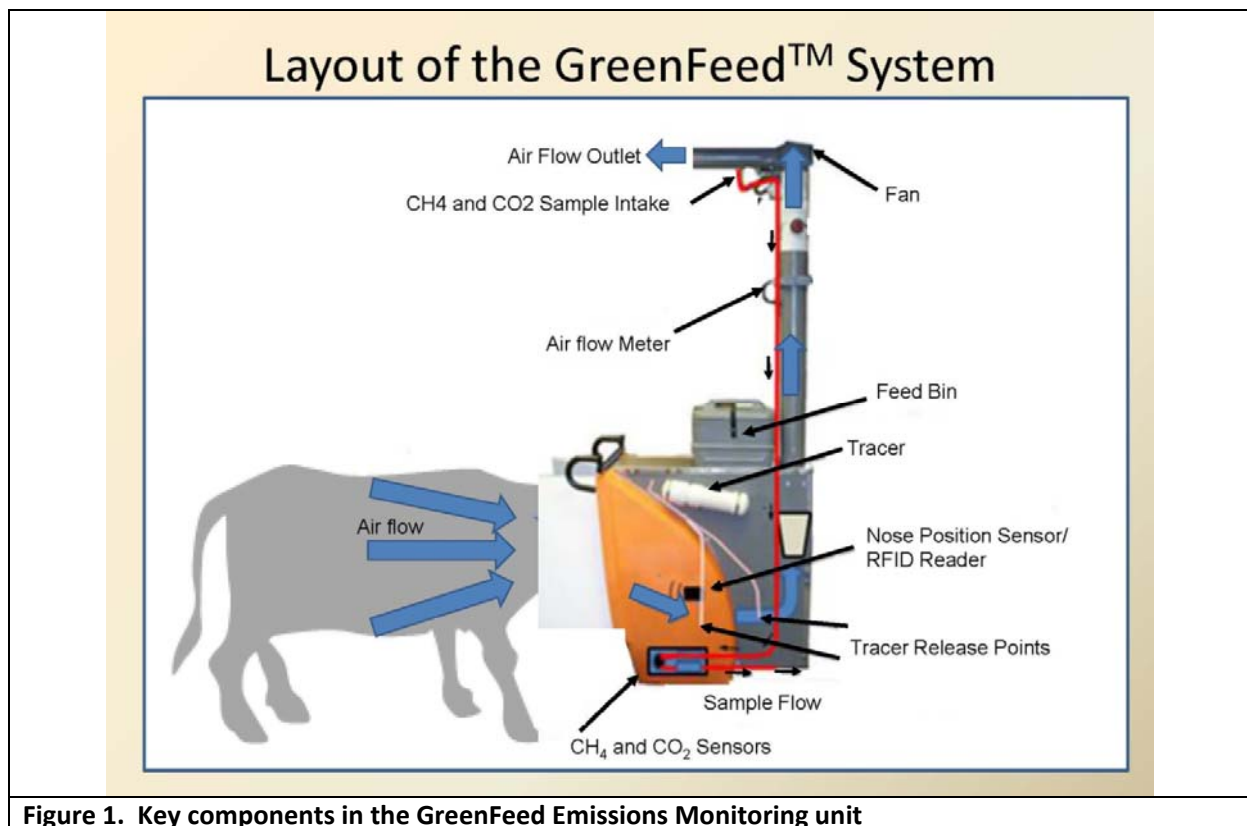 Layout of the GreenFeed™ System
Air Flow Outlet
CH4 and CO2 Sample Intake
Fan
Air flow Meter
Feed Bin
Tracer
Air flow
Nose Position Sensor/
RFID Reader
Tracer Release Points
Sample Flow
CH₄ and CO₂ Sensors
Figure 1. Key components in the GreenFeed Emissions Monitoring unit